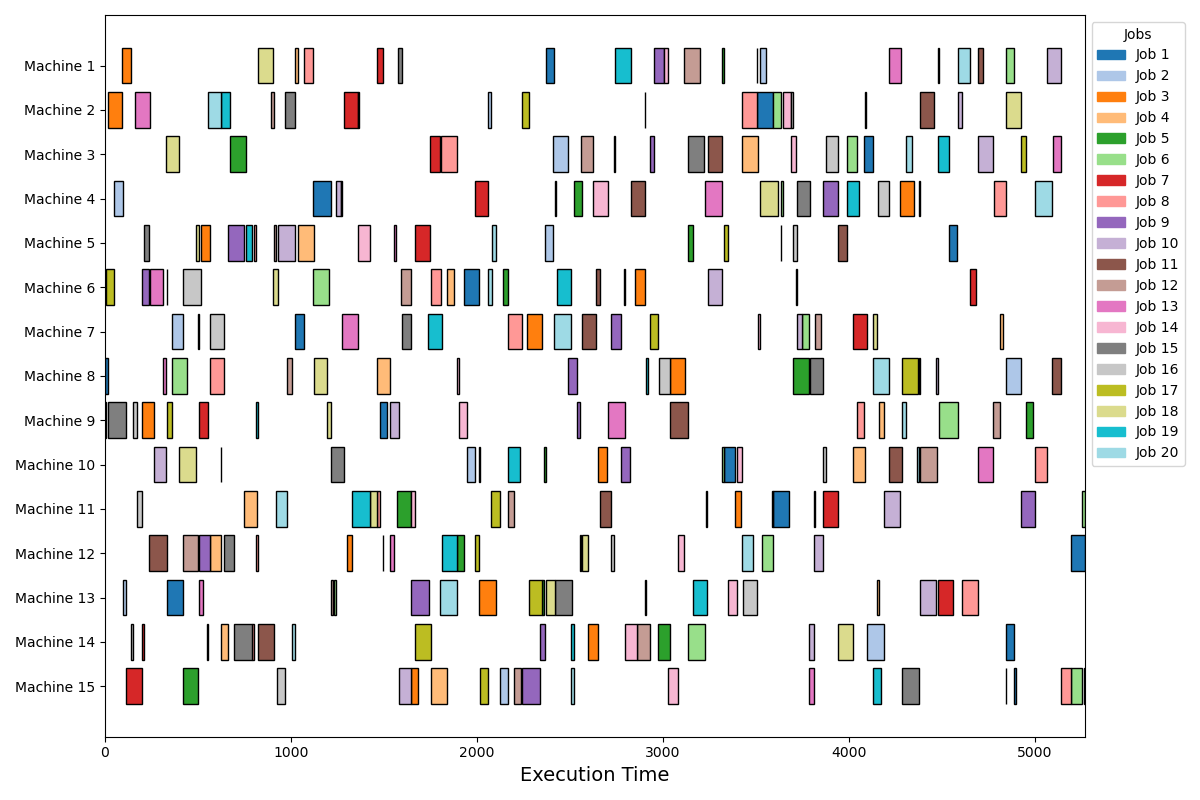 Machine 1
Machine 2
Machine 3
Machine 4
Machine 5
Machine 6
Machine 7
Machine 8
Machine 9
Machine 10
Machine 11
Machine 12
Machine 13
Machine 14
Machine 15
0 1000 2000 3000 4000 5000
Execution Time
Jobs
Job 1
Job 2
Job 3
Job 4
Job 5
Job 6
Job 7
Job 8
Job 9
Job 10
Job 11
Job 12
Job 13
Job 14
Job 15
Job 16
Job 17
Job 18
Job 19
Job 20